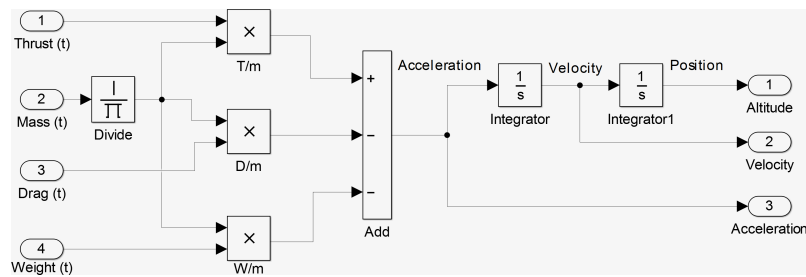 1
Thrust (t)
2
Mass (t)
1
∏
Divide
3
Drag (t)
4
Weight (t)
×
T/m
×
D/m
×
W/m
+
−
−
Add
Acceleration
1
s
Integrator
Velocity
1
s
Integrator1
Position
1
Altitude
2
Velocity
3
Acceleration